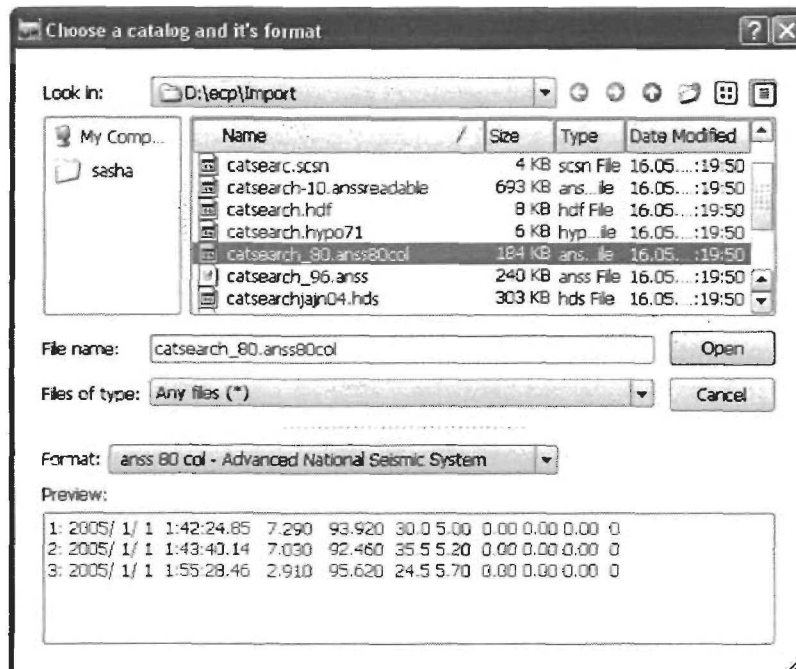 Choose a catalog and it's format
Look in: D:\ecp\Import
My Comp...
sasha
Name Size Type Date Modified
catsearc.scsn 4 KB scsn File 16.05....:19:50
catsearch-10.anssreadable 693 KB ans...ile 16.05....:19:50
catsearch.hdf 8 KB hdf File 16.05....:19:50
catsearch.hypo71 6 KB hyp...ile 16.05....:19:50
catsearch_80.anss80col 184 KB ans...ile 16.05....:19:50
catsearch_96.anss 240 KB anss File 16.05....:19:50
catsearchjajn04.hds 303 KB hds File 16.05....:19:50
File name: catsearch_80.anss80col Open
Files of type: Any files (*) Cancel
Format: anss 80 col - Advanced National Seismic System
Preview:
1: 2005/ 1/ 1 1:42:24.85 7.290 93.920 30.0 5.00 0.00 0.00 0.00 0
2: 2005/ 1/ 1 1:43:40.14 7.030 92.460 35.5 5.20 0.00 0.00 0.00 0
3: 2005/ 1/ 1 1:55:28.46 2.910 95.620 24.5 5.70 0.00 0.00 0.00 0